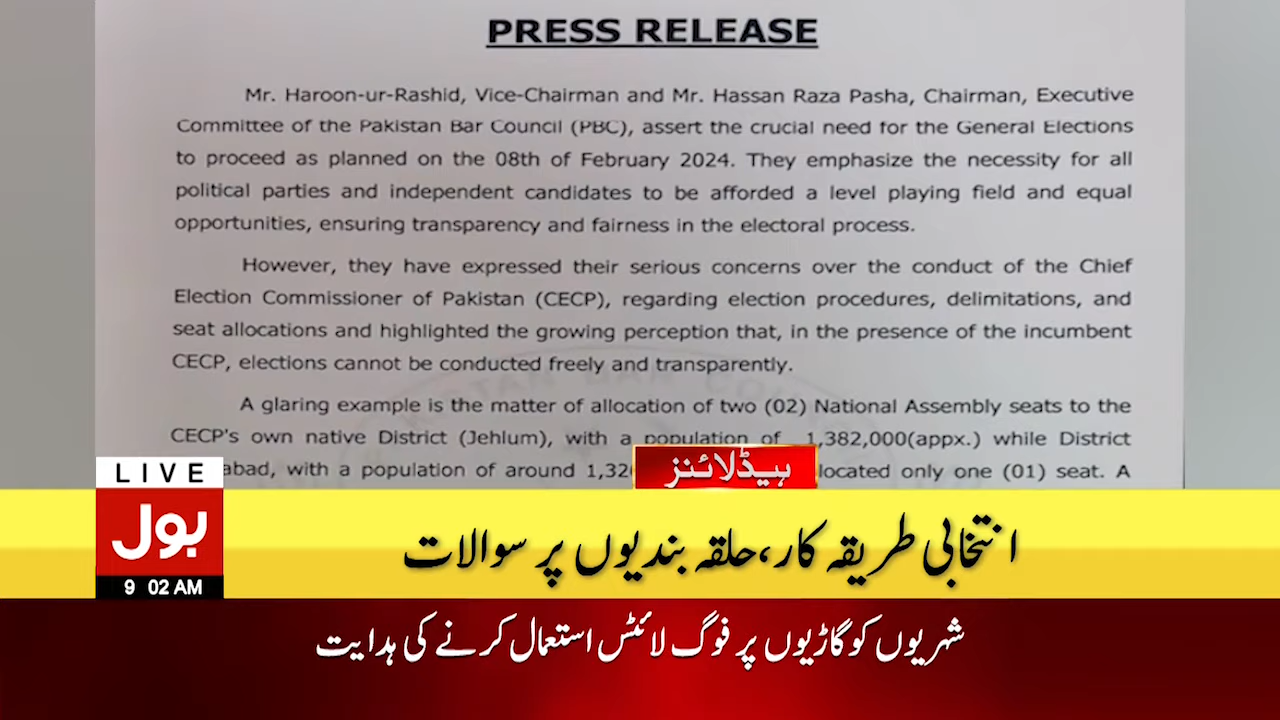 PRESS RELEASE
Mr. Haroon-ur-Rashid, Vice-Chairman and Mr. Hassan Raza Pasha, Chairman, Executive
Committee of the Pakistan Bar Council (PBC), assert the crucial need for the General Elections
to proceed as planned on the 08th of February 2024. They emphasize the necessity for all
political parties and independent candidates to be afforded a level playing field and equal
opportunities, ensuring transparency and fairness in the electoral process.
However, they have expressed their serious concerns over the conduct of the Chief
Election Commissioner of Pakistan (CECP), regarding election procedures, delimitations, and
seat allocations and highlighted the growing perception that, in the presence of the incumbent
CECP, elections cannot be conducted freely and transparently.
A glaring example is the matter of allocation of two (02) National Assembly seats to the
CECP's own native District (Jehlum), with a population of 1,382,000(appx.) while District
with a population of around only one (01) seat. A
ہیڈلائنز
LIVE
بول
9 02 AM
انتخابی طریقہ کار، حلقہ بندیوں پر سوالات
شہریوں کو گاڑیوں پر فوگ لائٹس استعمال کرنے کی ہدایت